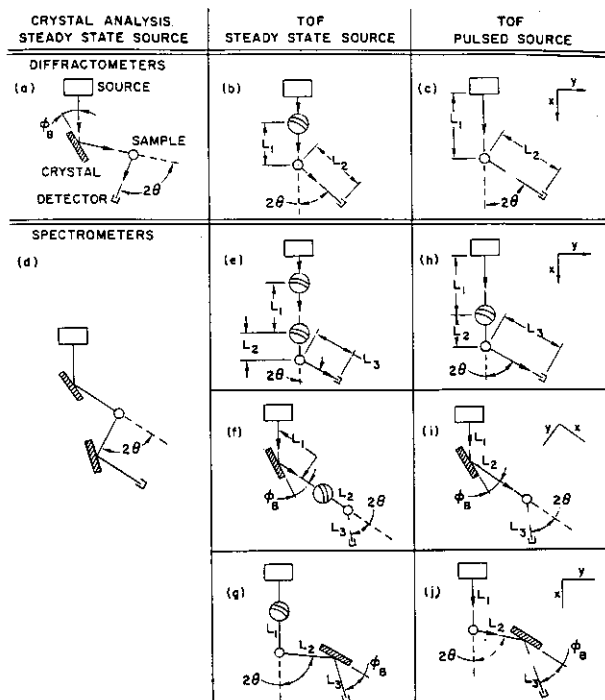 CRYSTAL ANALYSIS.
STEADY STATE SOURCE
TOF
STEADY STATE SOURCE
TOF
PULSED SOURCE
DIFFRACTOMETERS
(a)
SOURCE
ϕB
SAMPLE
CRYSTAL
DETECTOR
2θ
(b)
L1
L2
2θ
(c)
L1
L2
2θ
y
x
SPECTROMETERS
(d)
2θ
(e)
L1
L2
L3
2θ
(h)
L1
L2
L3
2θ
y
x
(f)
L1
ϕB
L2
2θ
L3
(i)
L1
L2
ϕB
2θ
L3
y
x
(g)
L1
L2
2θ
ϕB
L3
(j)
L1
L2
2θ
ϕB
L3
y
x